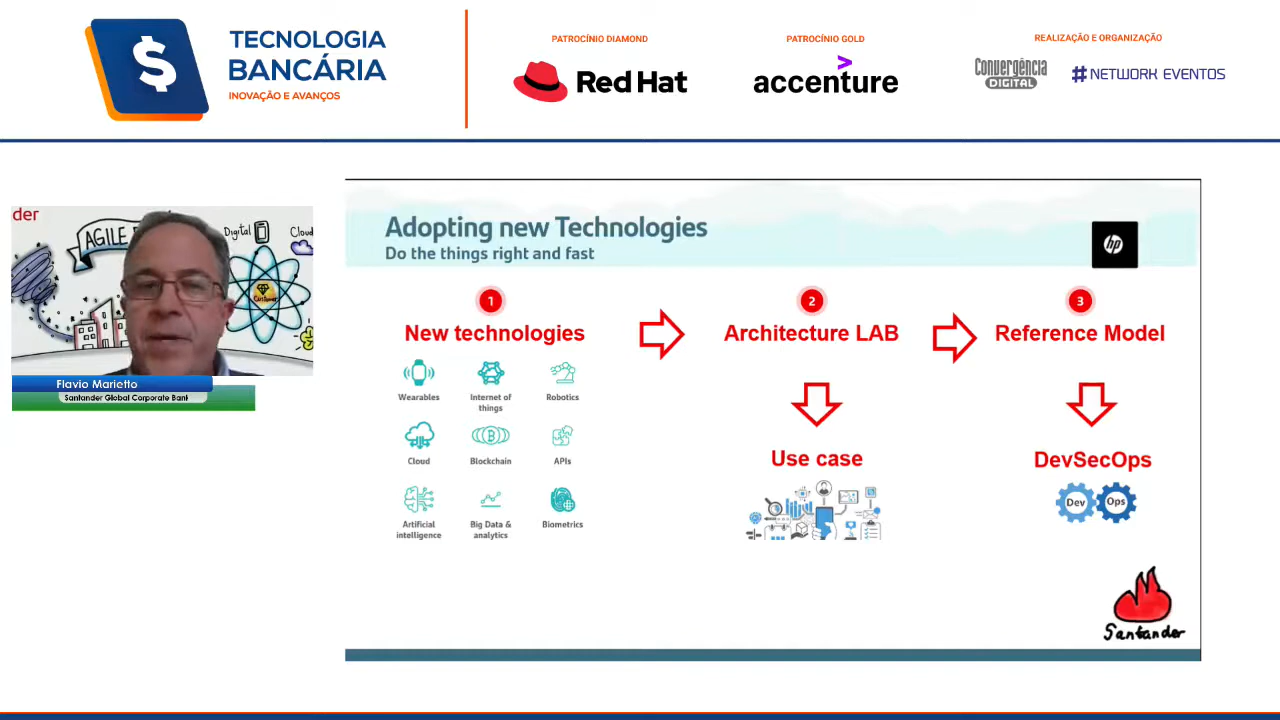 TECNOLOGIA
BANCÁRIA
INOVAÇÃO E AVANÇOS
PATROCÍNIO DIAMOND
Red Hat
PATROCÍNIO GOLD
accenture
REALIZAÇÃO E ORGANIZAÇÃO
Convergência
DIGITAL
NETWORK EVENTOS
der
AGILE
Digital
Cloud
Customer
Flavio Marietto
Santander Global Corporate Bank
Adopting new Technologies
Do the things right and fast
hp
1
New technologies
Wearables
Internet of
things
Robotics
Cloud
Blockchain
APIs
Artificial
intelligence
Big Data &
analytics
Biometrics
2
Architecture LAB
Use case
3
Reference Model
DevSecOps
Dev
Ops
Santander